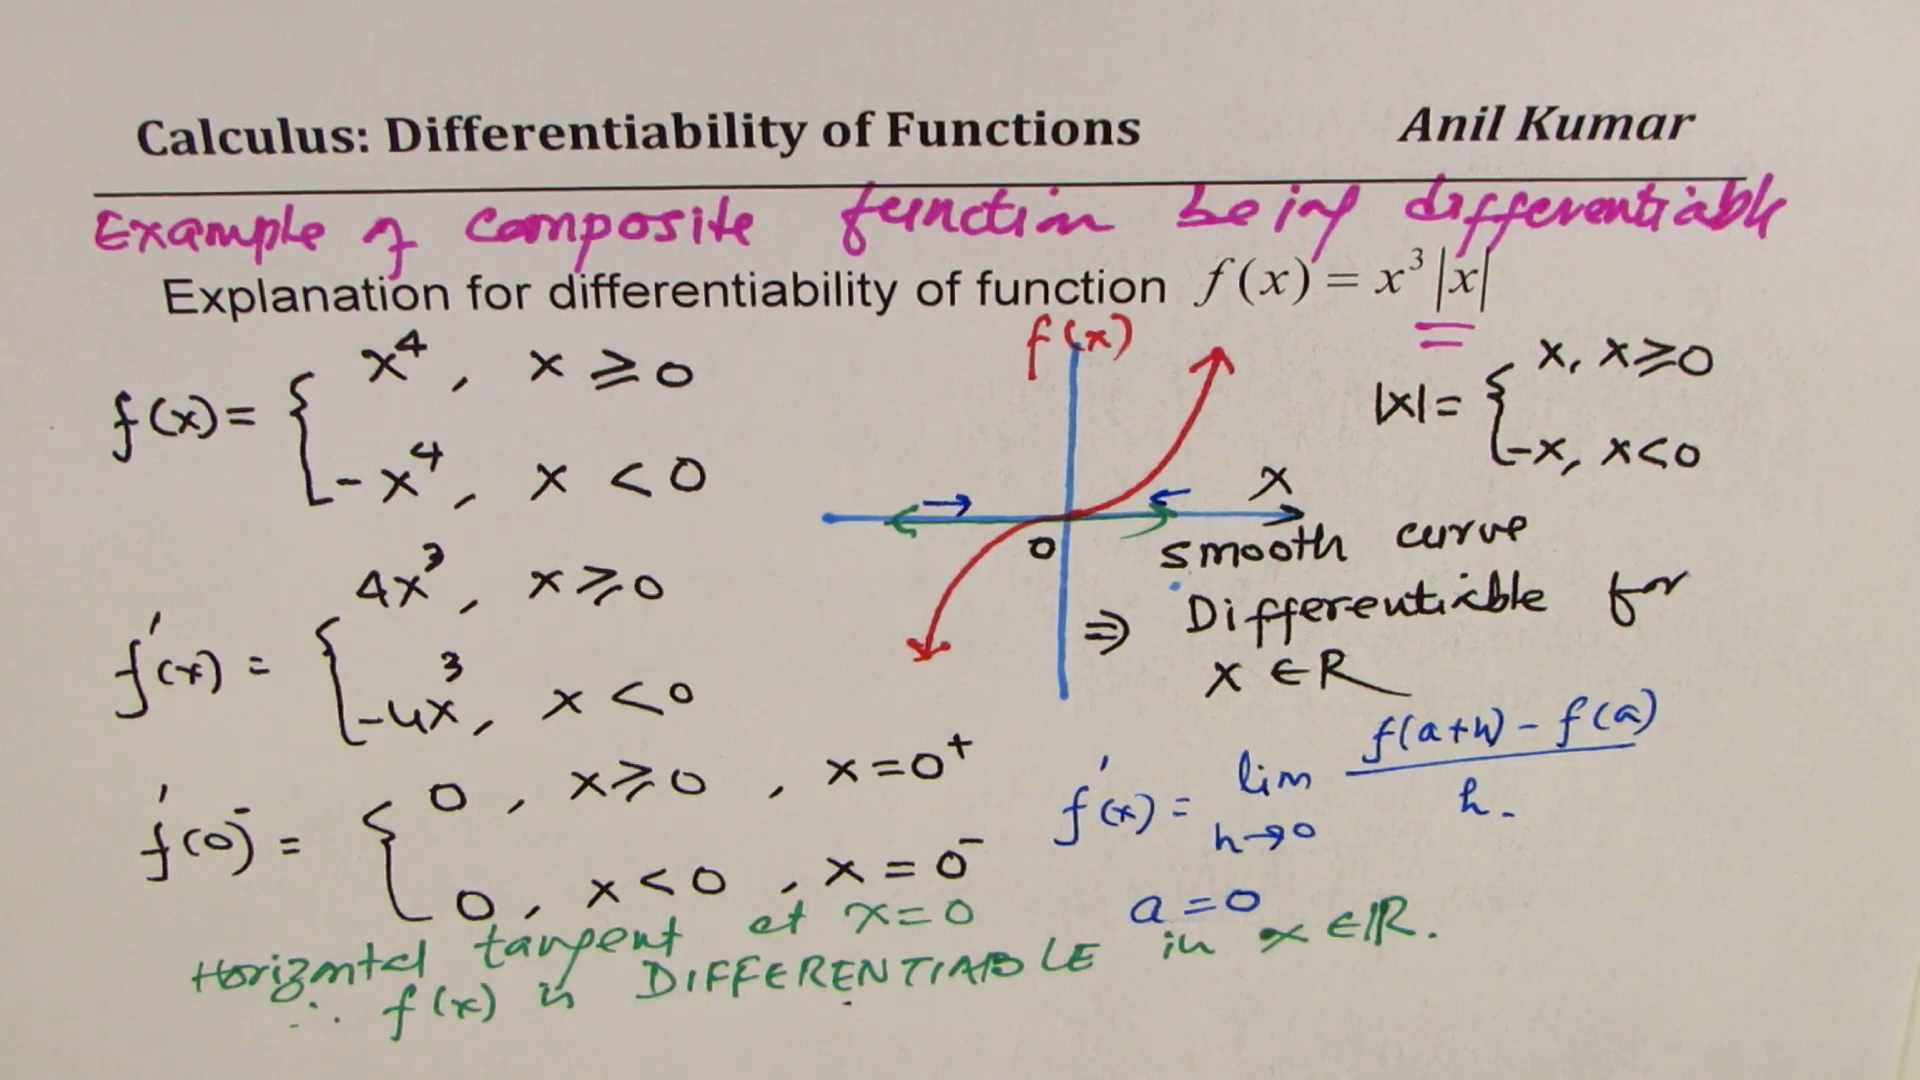 Calculus: Differentiability of Functions Anil Kumar
Example of composite function being differentiable
Explanation for differentiability of function f(x) = x³|x|
f(x) = { x⁴, x ≥ 0
-x⁴, x < 0
f(x)
x
0
|x| = { x, x ≥ 0
-x, x < 0
smooth curve
⇒ Differentiable for
x ∈ R
f'(x) = { 4x³, x ≥ 0
-4x³, x < 0
f'(0⁻) = { 0, x ≥ 0, x = 0⁺
0, x < 0, x = 0⁻
f'(x) = lim h→0 f(a+h) - f(a) / h.
a = 0
Horizontal tangent at x = 0
∴ f(x) is DIFFERENTIABLE in x ∈ ℝ.